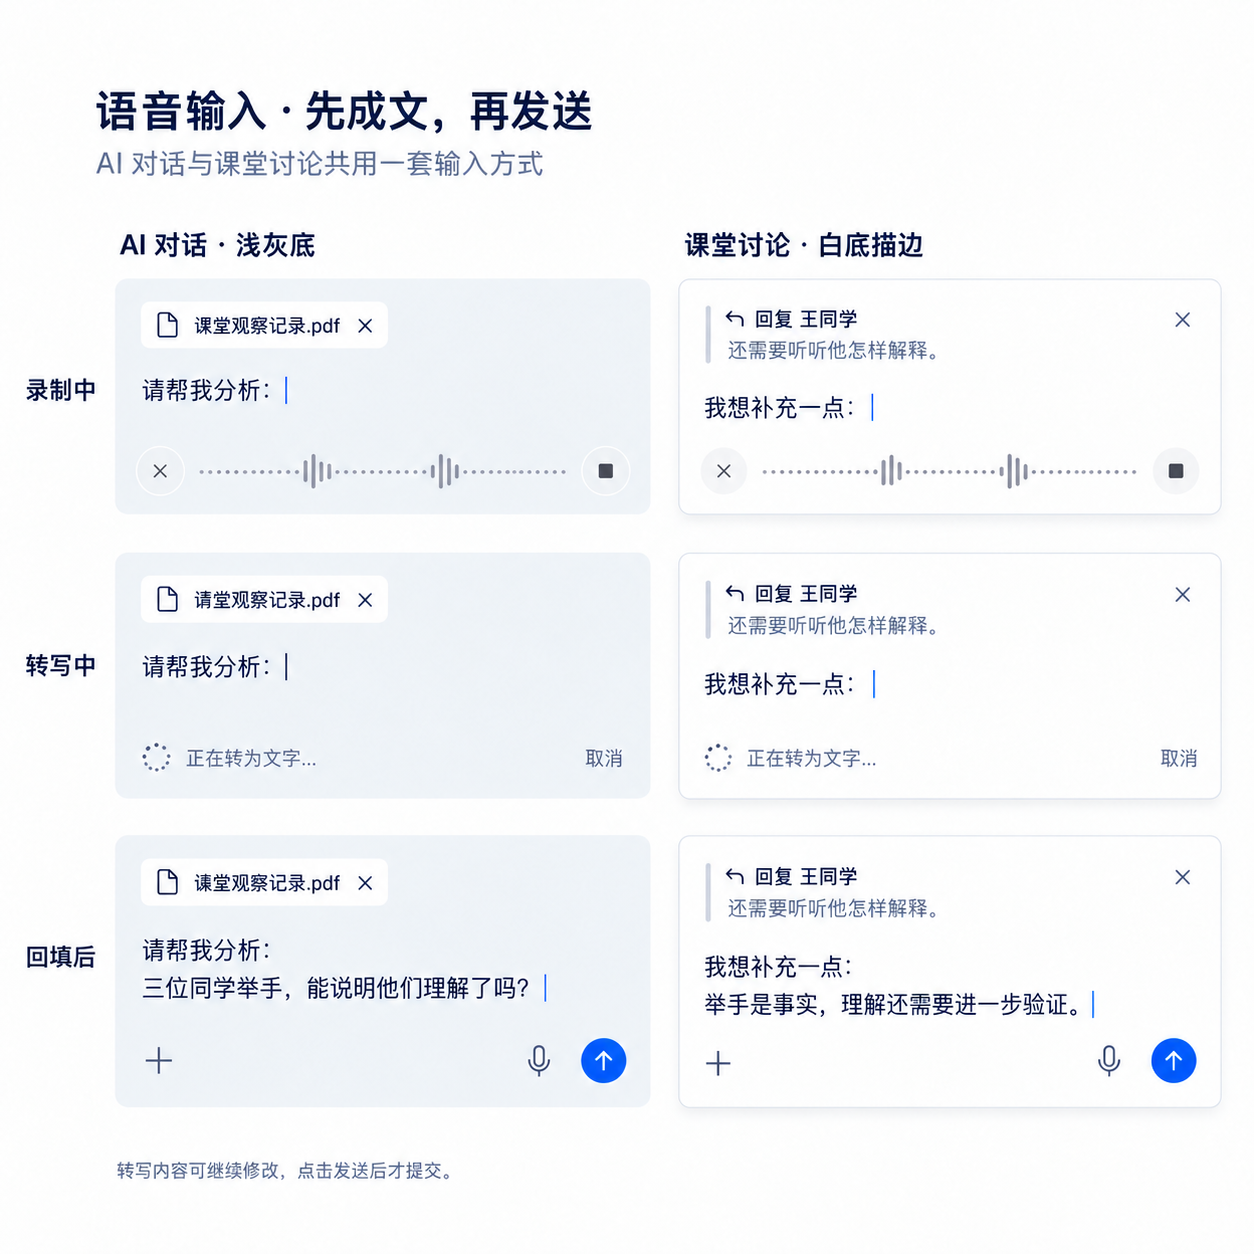 语音输入 · 先成文，再发送
AI 对话与课堂讨论共用一套输入方式
AI 对话 · 浅灰底
课堂讨论 · 白底描边
录制中
课堂观察记录.pdf
请帮我分析：
回复 王同学
还需要听听他怎样解释。
我想补充一点：
转写中
请堂观察记录.pdf
请帮我分析：
正在转为文字...
取消
回复 王同学
还需要听听他怎样解释。
我想补充一点：
正在转为文字...
取消
回填后
课堂观察记录.pdf
请帮我分析：
三位同学举手，能说明他们理解了吗？
回复 王同学
还需要听听他怎样解释。
我想补充一点：
举手是事实，理解还需要进一步验证。
转写内容可继续修改，点击发送后才提交。